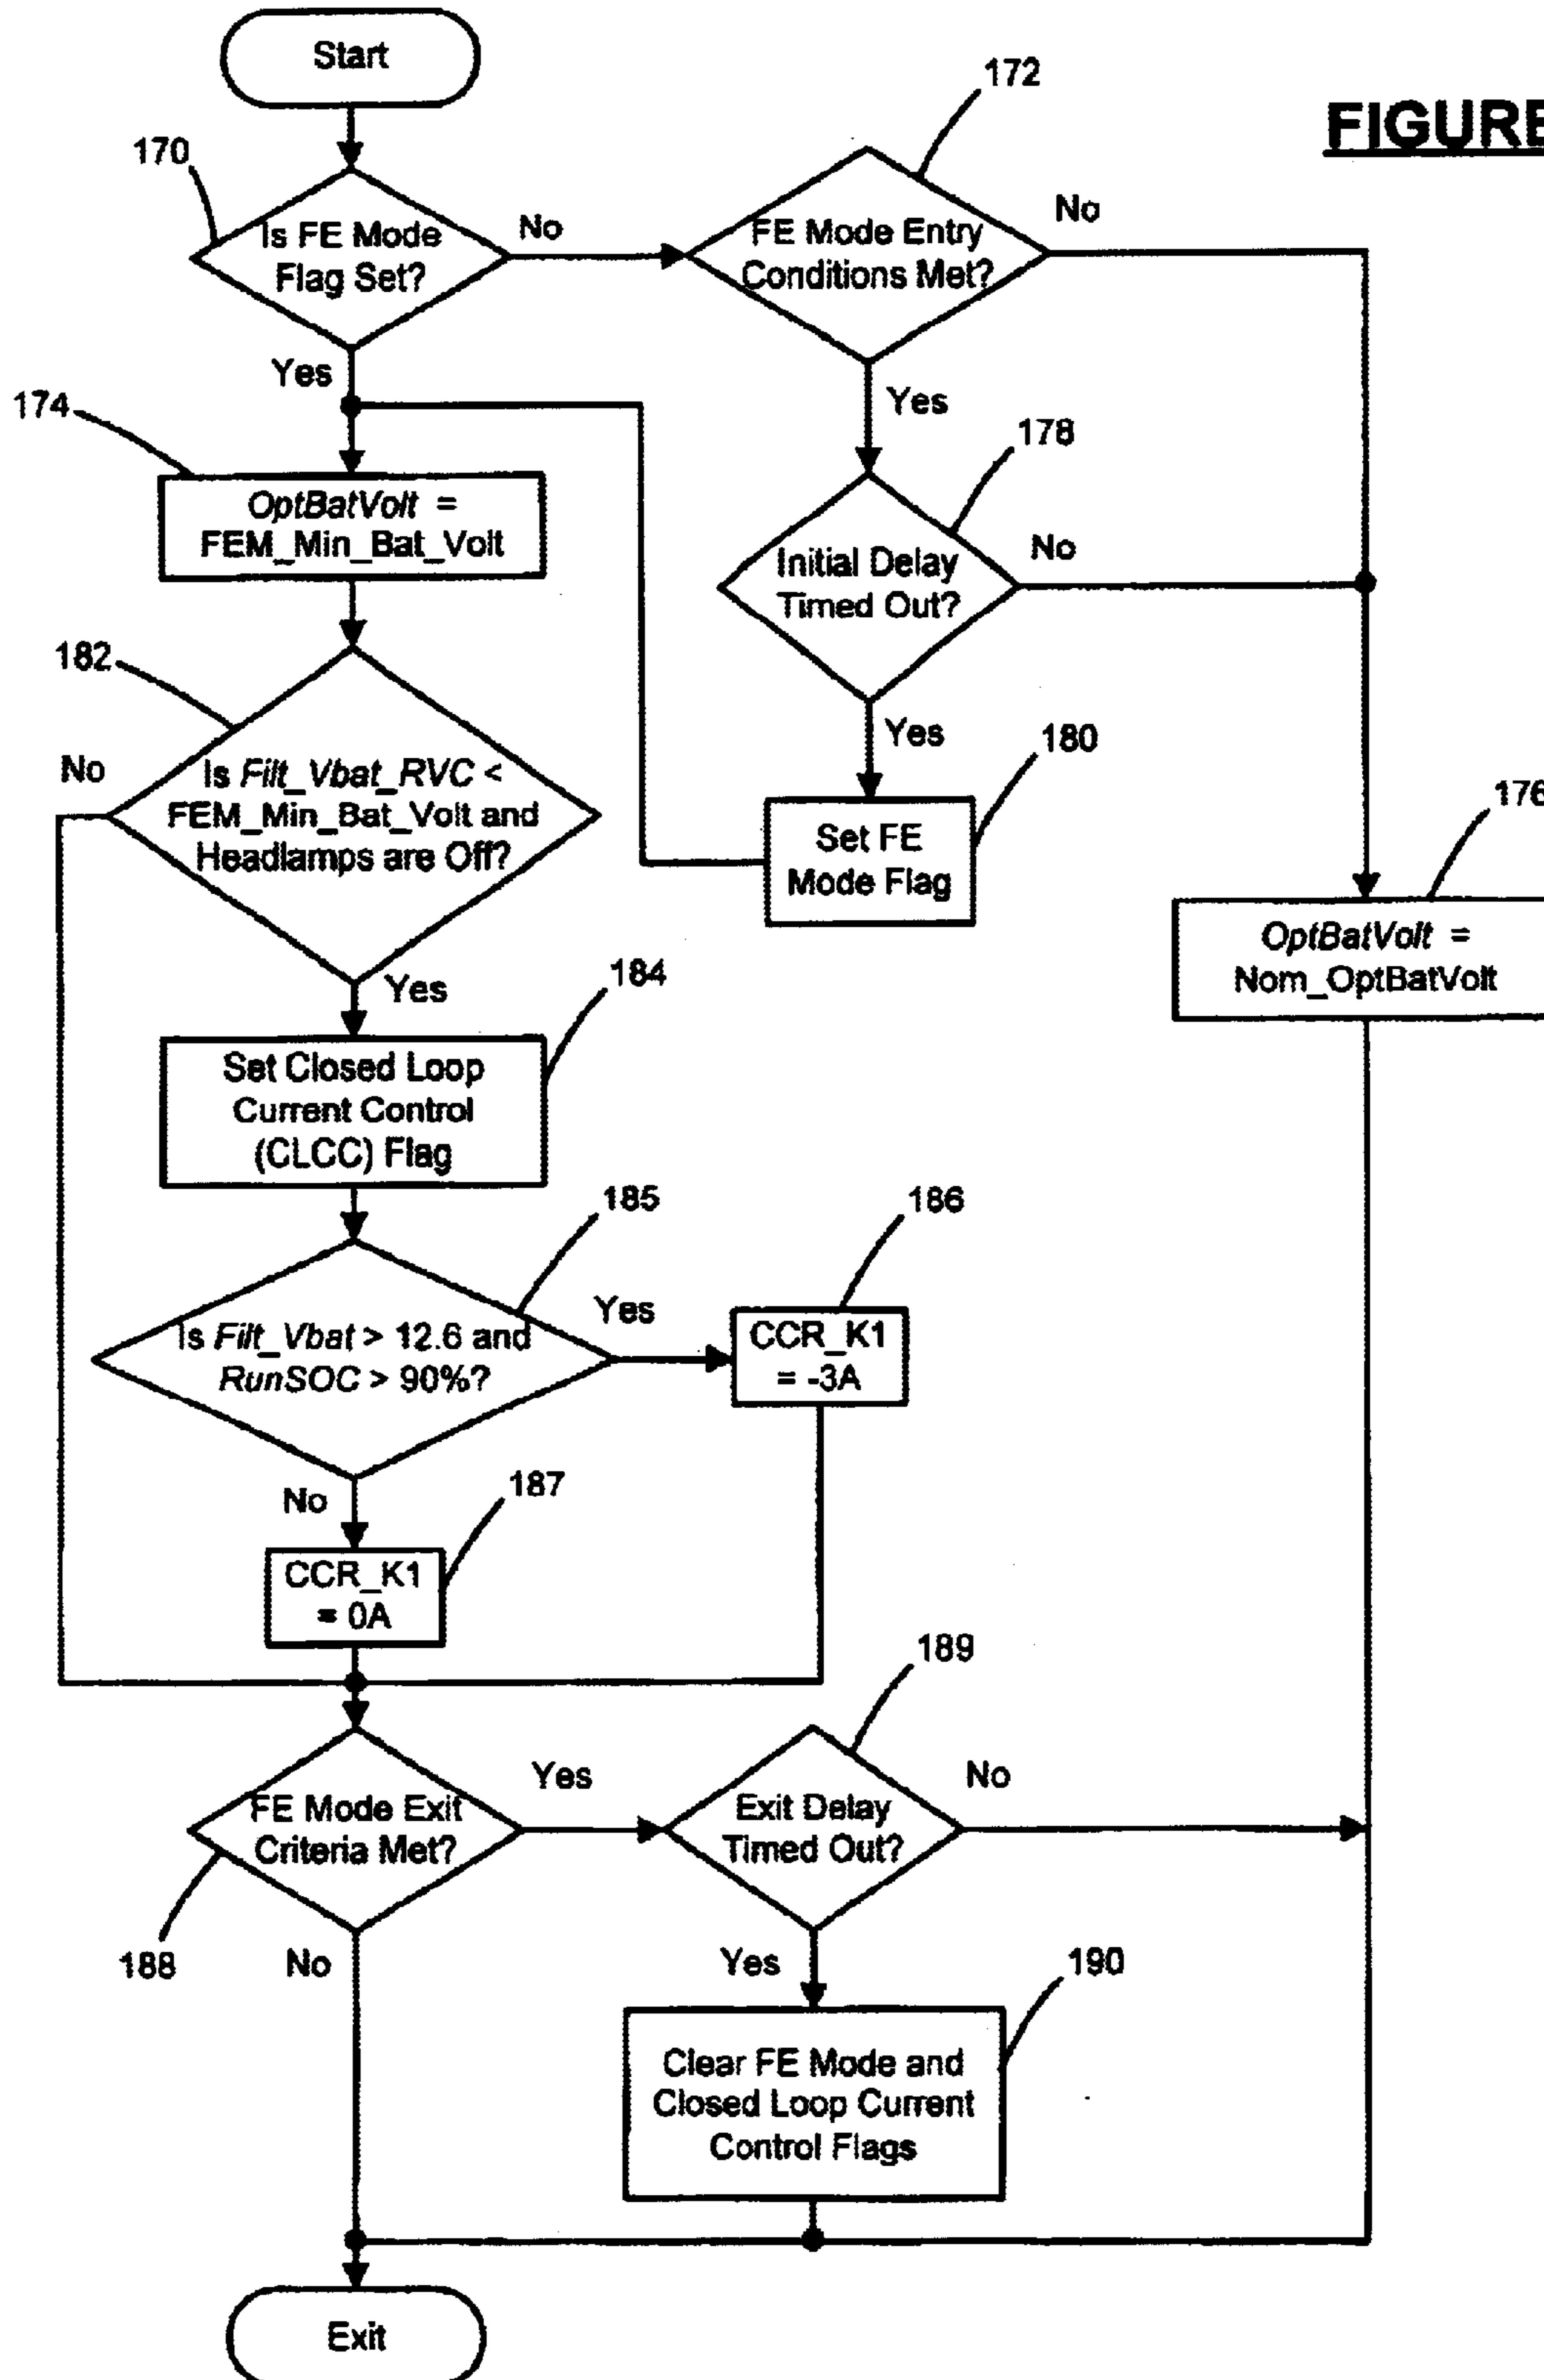 Start
172
FIGURE
170
Is FE Mode
Flag Set?
No
FE Mode Entry
Conditions Met?
No
Yes
174
Yes
178
OptBatVolt =
FEM_Min_Bat_Volt
Initial Delay
Timed Out?
No
182
Yes
180
No
Is Filt_Vbat_RVC <
FEM_Min_Bat_Volt and
Headlamps are Off?
Set FE
Mode Flag
176
OptBatVolt =
Nom_OptBatVolt
Yes
184
Set Closed Loop
Current Control
(CLCC) Flag
185
186
Is Filt_Vbat > 12.6 and
RunSOC > 90%?
Yes
CCR_K1
= -3A
No
187
CCR_K1
= 0A
189
FE Mode Exit
Criteria Met?
Yes
Exit Delay
Timed Out?
No
188
No
Yes
190
Clear FE Mode and
Closed Loop Current
Control Flags
Exit